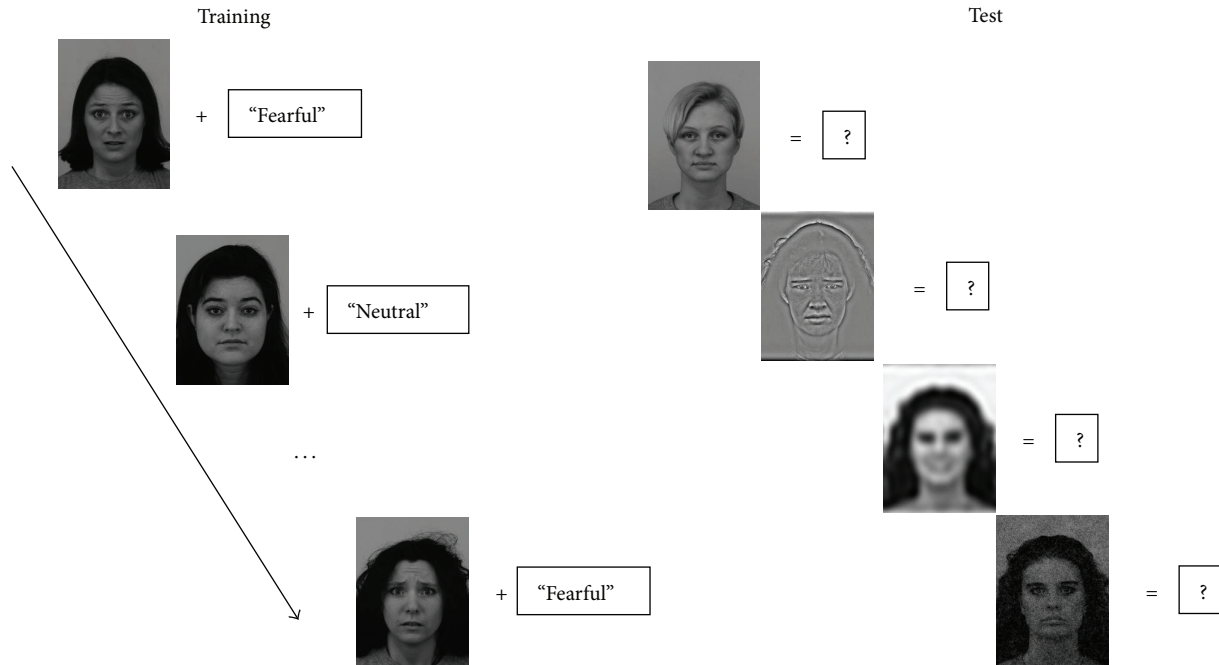 Training
Test
+ “Fearful”
= ?
+ “Neutral”
= ?
...
= ?
+ “Fearful”
= ?